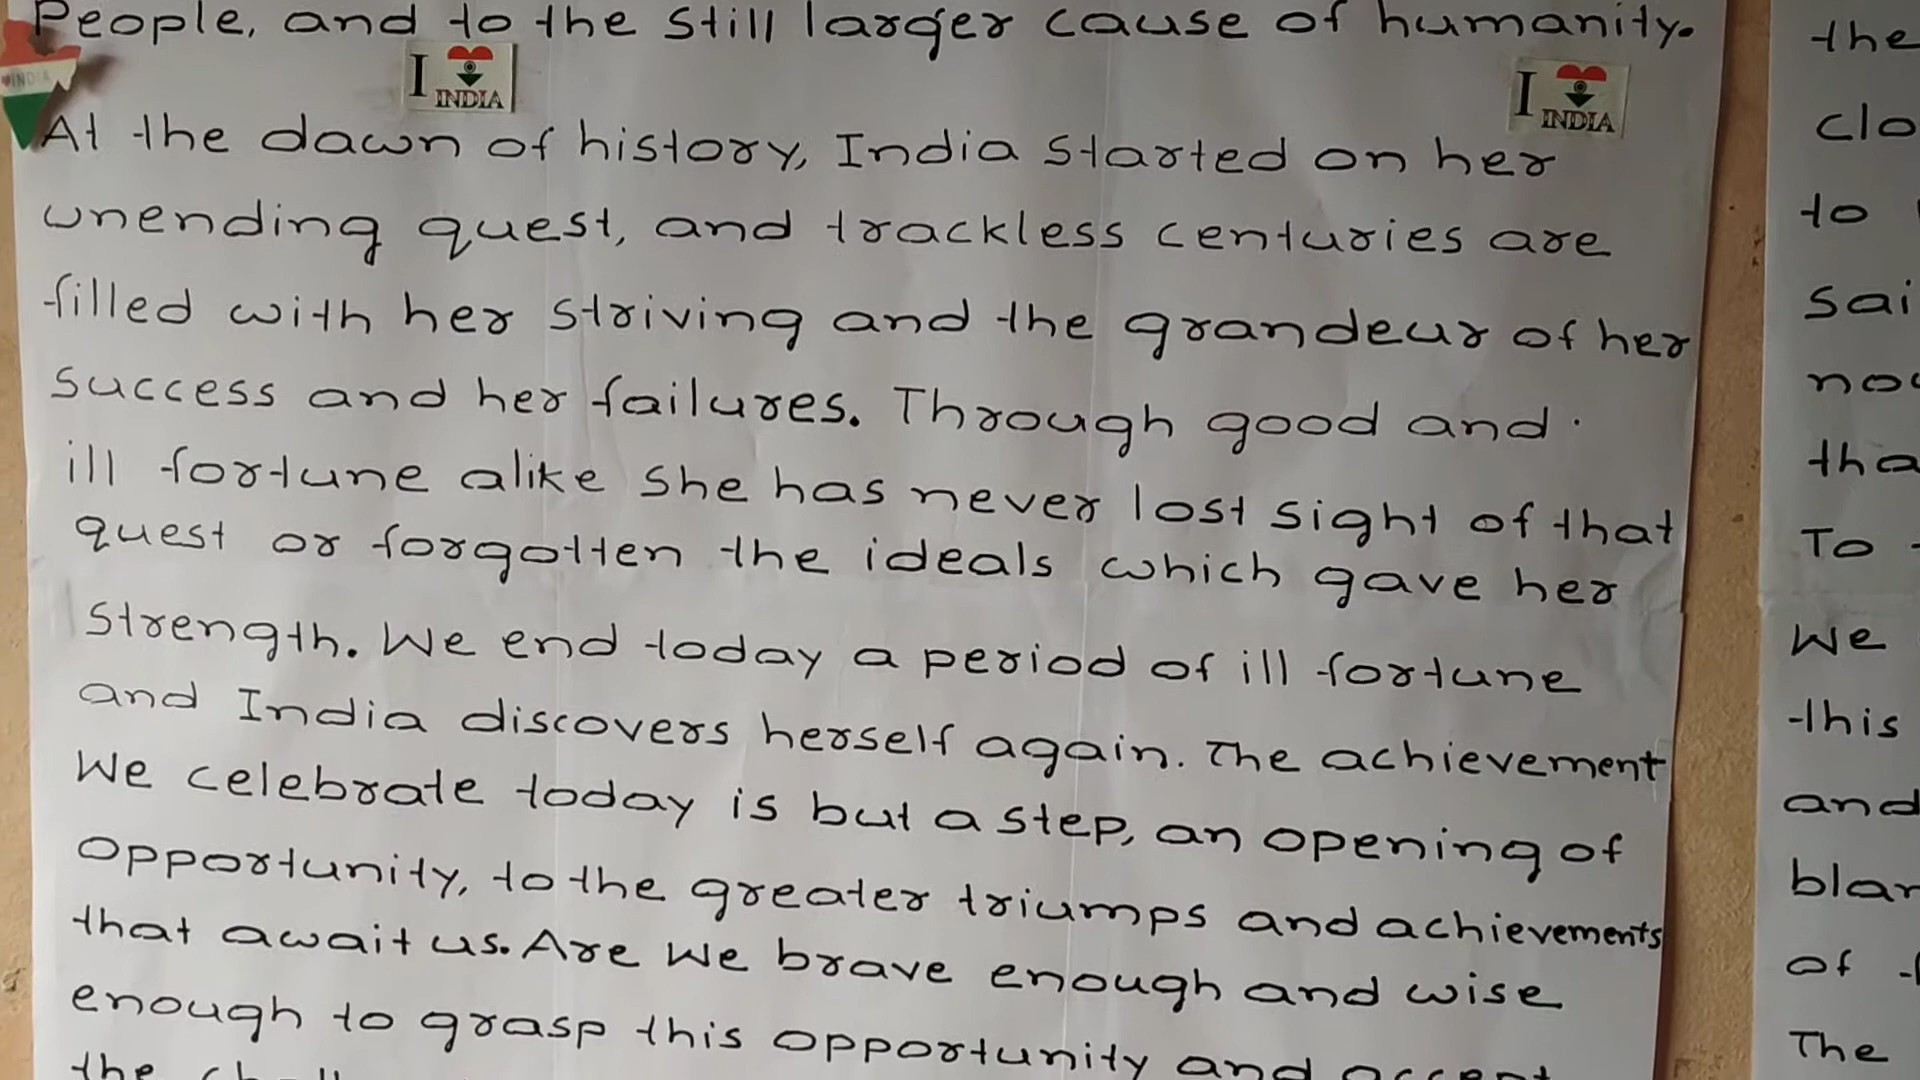 People, and to the still larger cause of humanity.
I INDIA
I INDIA
INDIA
At the dawn of history, India started on her
unending quest, and trackless centuries are
filled with her striving and the grandeur of her
success and her failures. Through good and
ill fortune alike she has never lost sight of that
quest or forgotten the ideals which gave her
strength. We end today a period of ill fortune
and India discovers herself again. The achievement
We celebrate today is but a step, an opening of
opportunity, to the greater triumps and achievements
that await us. Are we brave enough and wise
enough to grasp this opportunity and accept
the
the
clo
to
sai
no
tha
To
We
this
and
blan
of
The